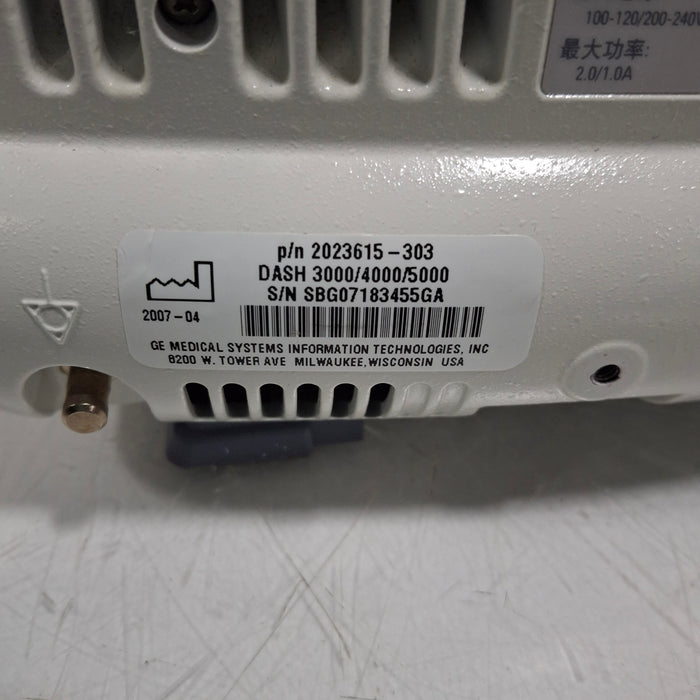 100-120/200-240V
最大功率:
2.0/1.0A
p/n 2023615-303
DASH 3000/4000/5000
S/N SBG07183455GA
2007-04
GE MEDICAL SYSTEMS INFORMATION TECHNOLOGIES, INC
8200 W. TOWER AVE MILWAUKEE, WISCONSIN USA